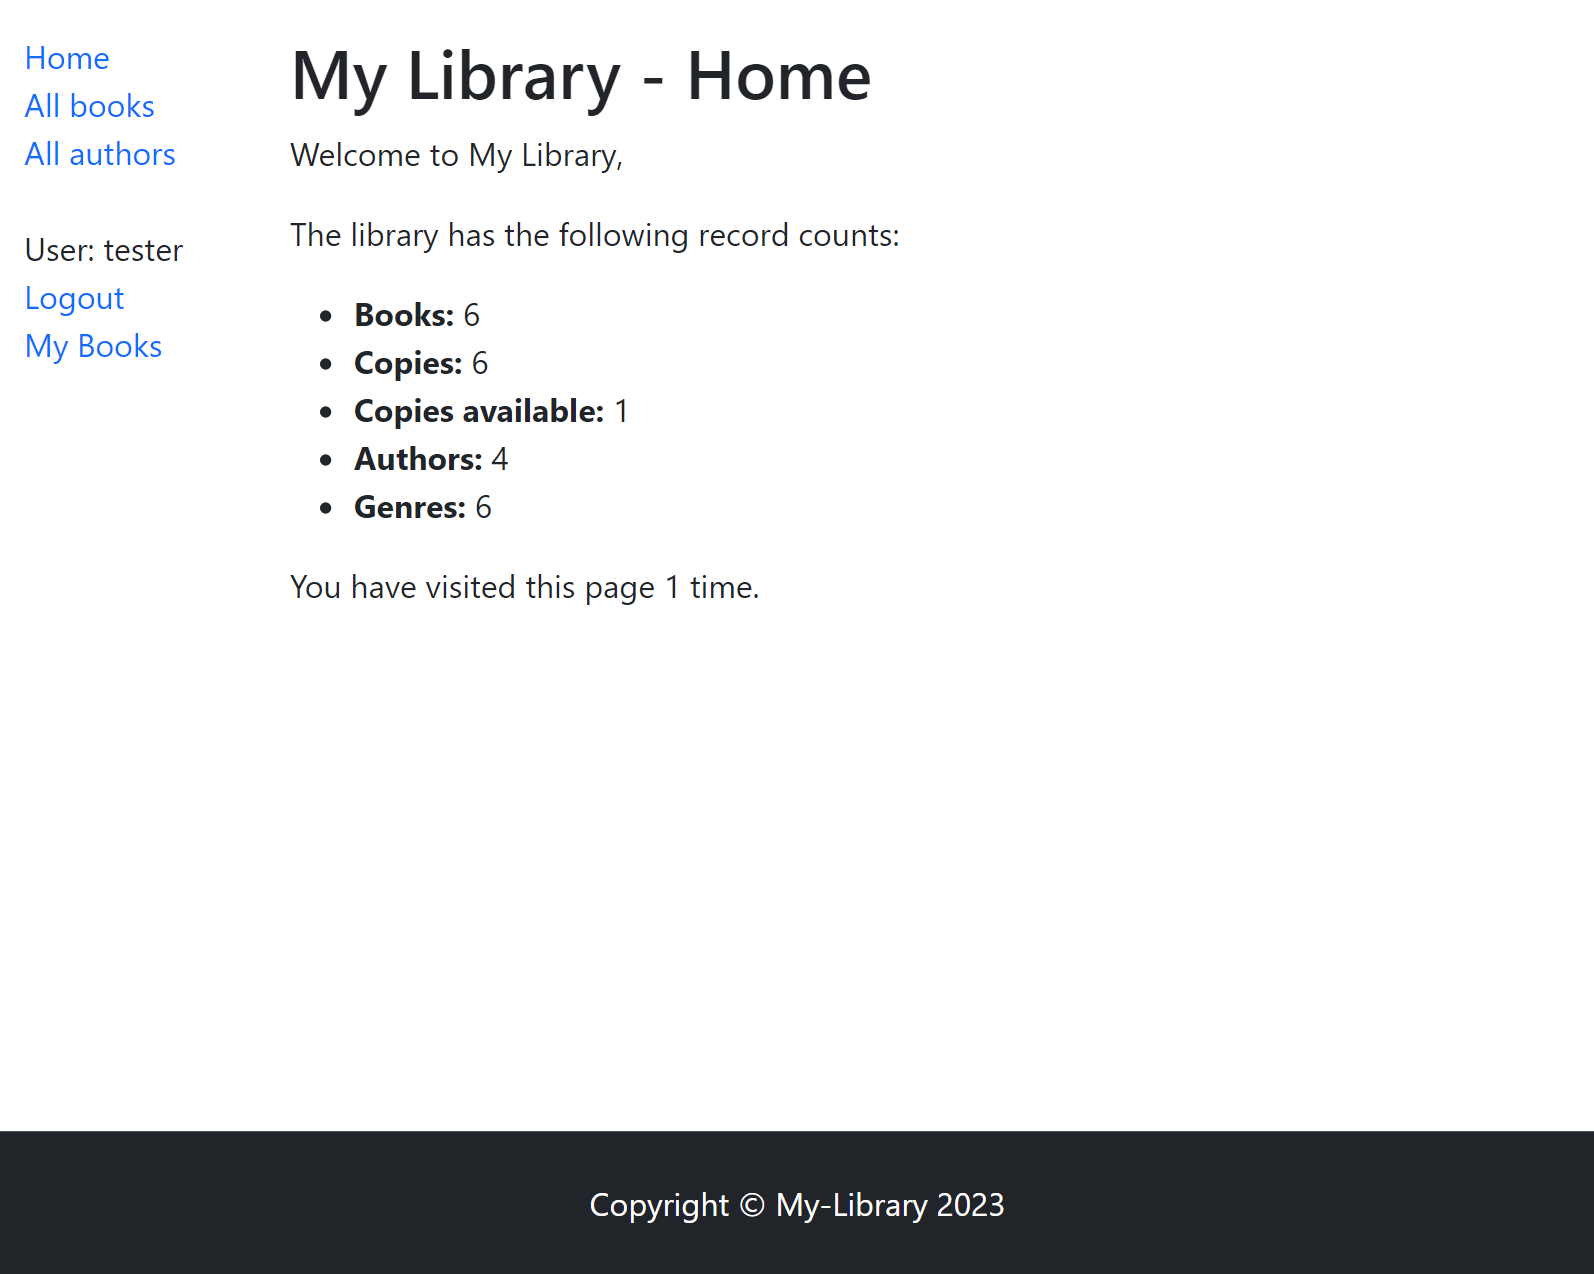 Home
All books
All authors
User: tester
Logout
My Books
My Library - Home
Welcome to My Library,
The library has the following record counts:
Books: 6
Copies: 6
Copies available: 1
Authors: 4
Genres: 6
You have visited this page 1 time.
Copyright © My-Library 2023